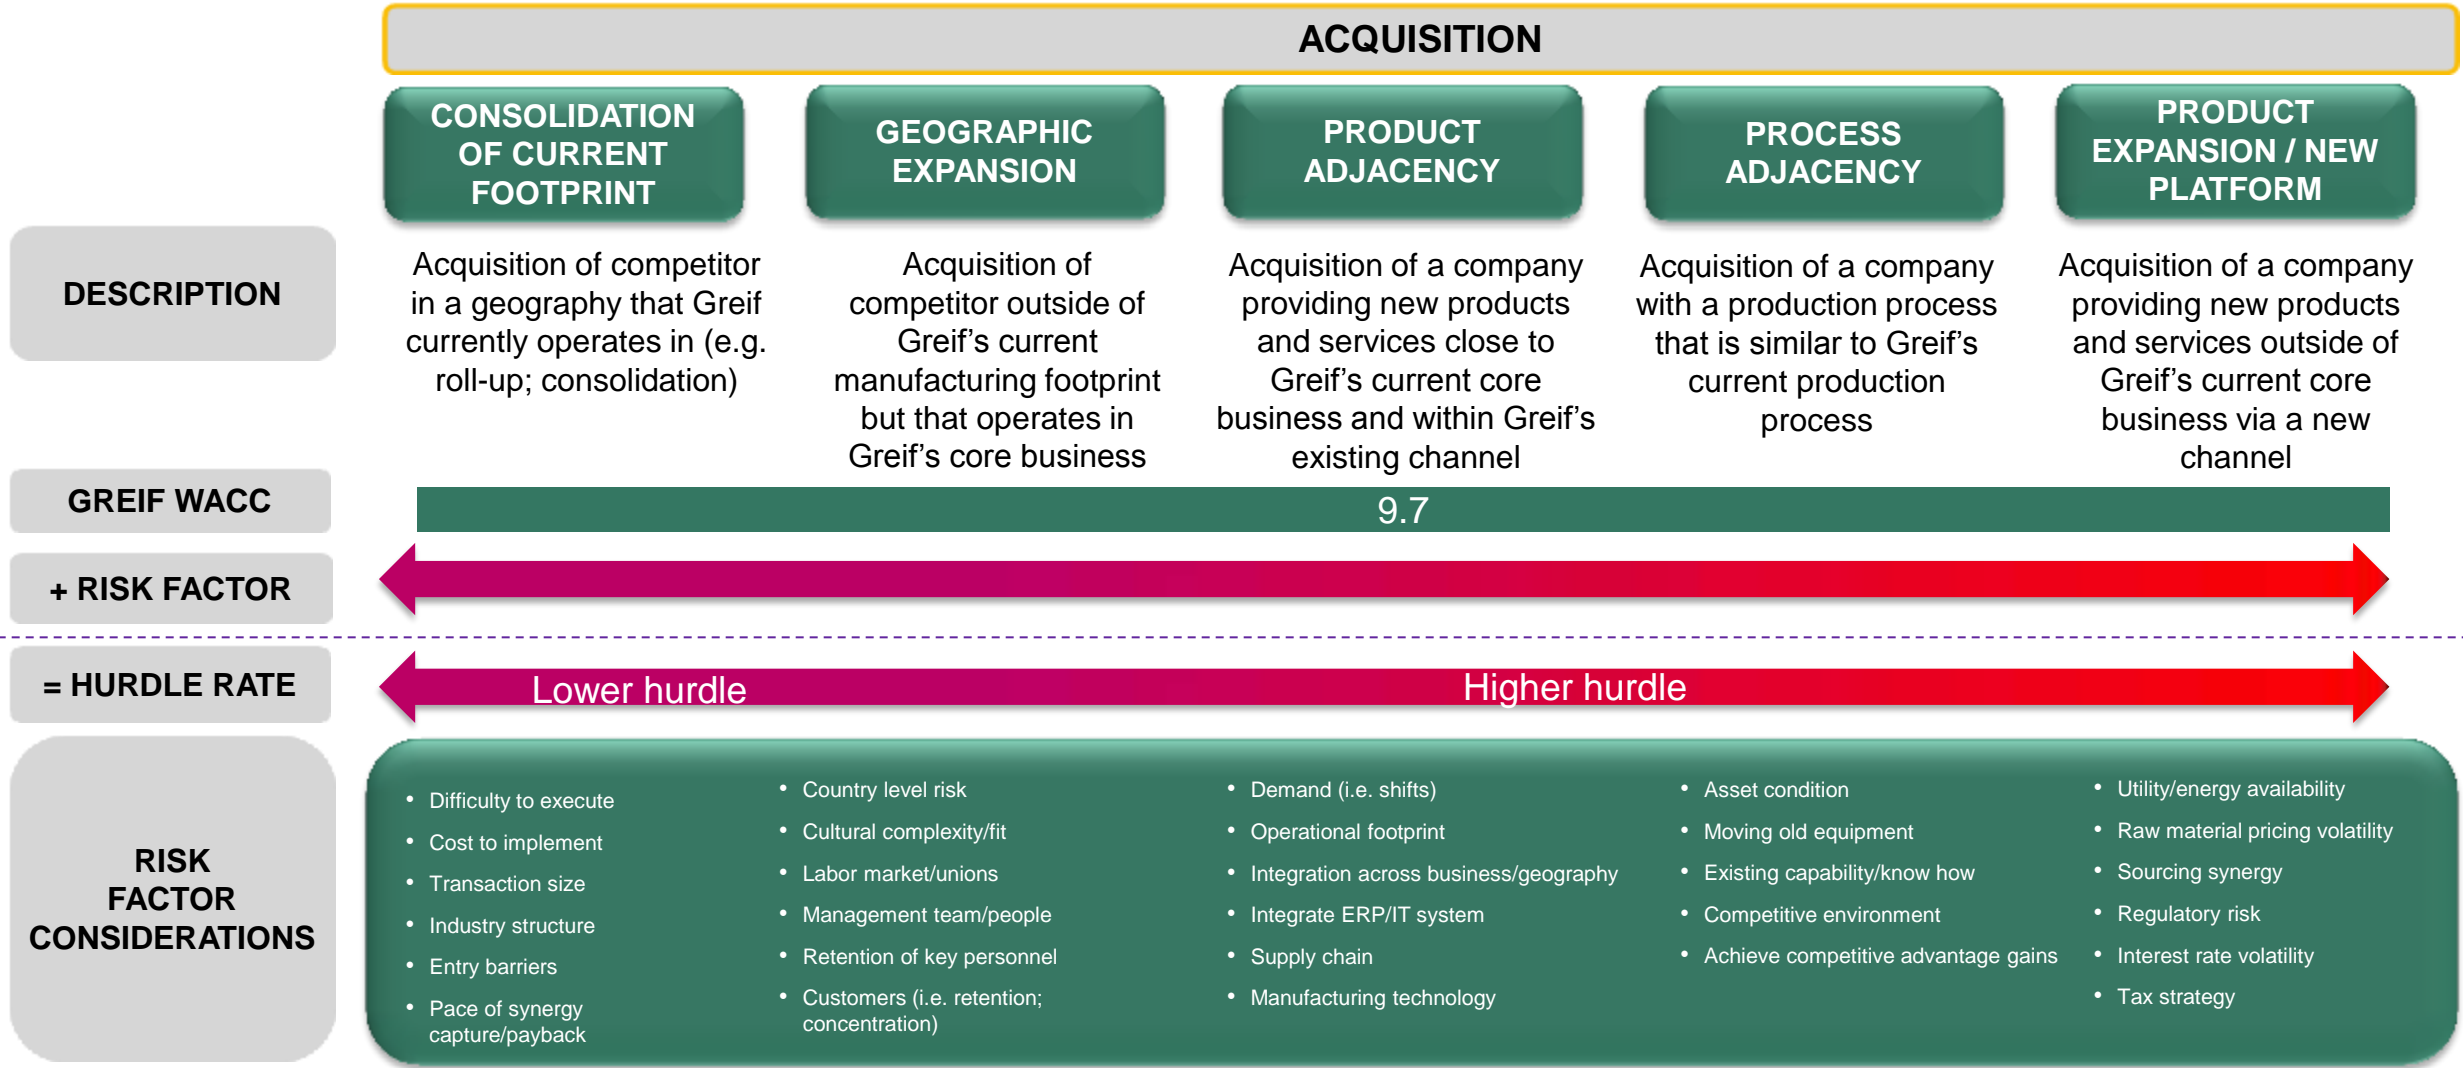 ACQUISITION
CONSOLIDATION
OF CURRENT
FOOTPRINT
GEOGRAPHIC
EXPANSION
PRODUCT
ADJACENCY
PROCESS
ADJACENCY
PRODUCT
EXPANSION / NEW
PLATFORM
DESCRIPTION
Acquisition of competitor
in a geography that Greif
currently operates in (e.g.
roll-up; consolidation)
Acquisition of
competitor outside of
Greif’s current
manufacturing footprint
but that operates in
Greif’s core business
Acquisition of a company
providing new products
and services close to
Greif’s current core
business and within Greif’s
existing channel
Acquisition of a company
with a production process
that is similar to Greif’s
current production
process
Acquisition of a company
providing new products
and services outside of
Greif’s current core
business via a new
channel
GREIF WACC
9.7
+ RISK FACTOR
= HURDLE RATE
Lower hurdle
Higher hurdle
RISK
FACTOR
CONSIDERATIONS
• Difficulty to execute
• Cost to implement
• Transaction size
• Industry structure
• Entry barriers
• Pace of synergy
capture/payback
• Country level risk
• Cultural complexity/fit
• Labor market/unions
• Management team/people
• Retention of key personnel
• Customers (i.e. retention;
concentration)
• Demand (i.e. shifts)
• Operational footprint
• Integration across business/geography
• Integrate ERP/IT system
• Supply chain
• Manufacturing technology
• Asset condition
• Moving old equipment
• Existing capability/know how
• Competitive environment
• Achieve competitive advantage gains
• Utility/energy availability
• Raw material pricing volatility
• Sourcing synergy
• Regulatory risk
• Interest rate volatility
• Tax strategy